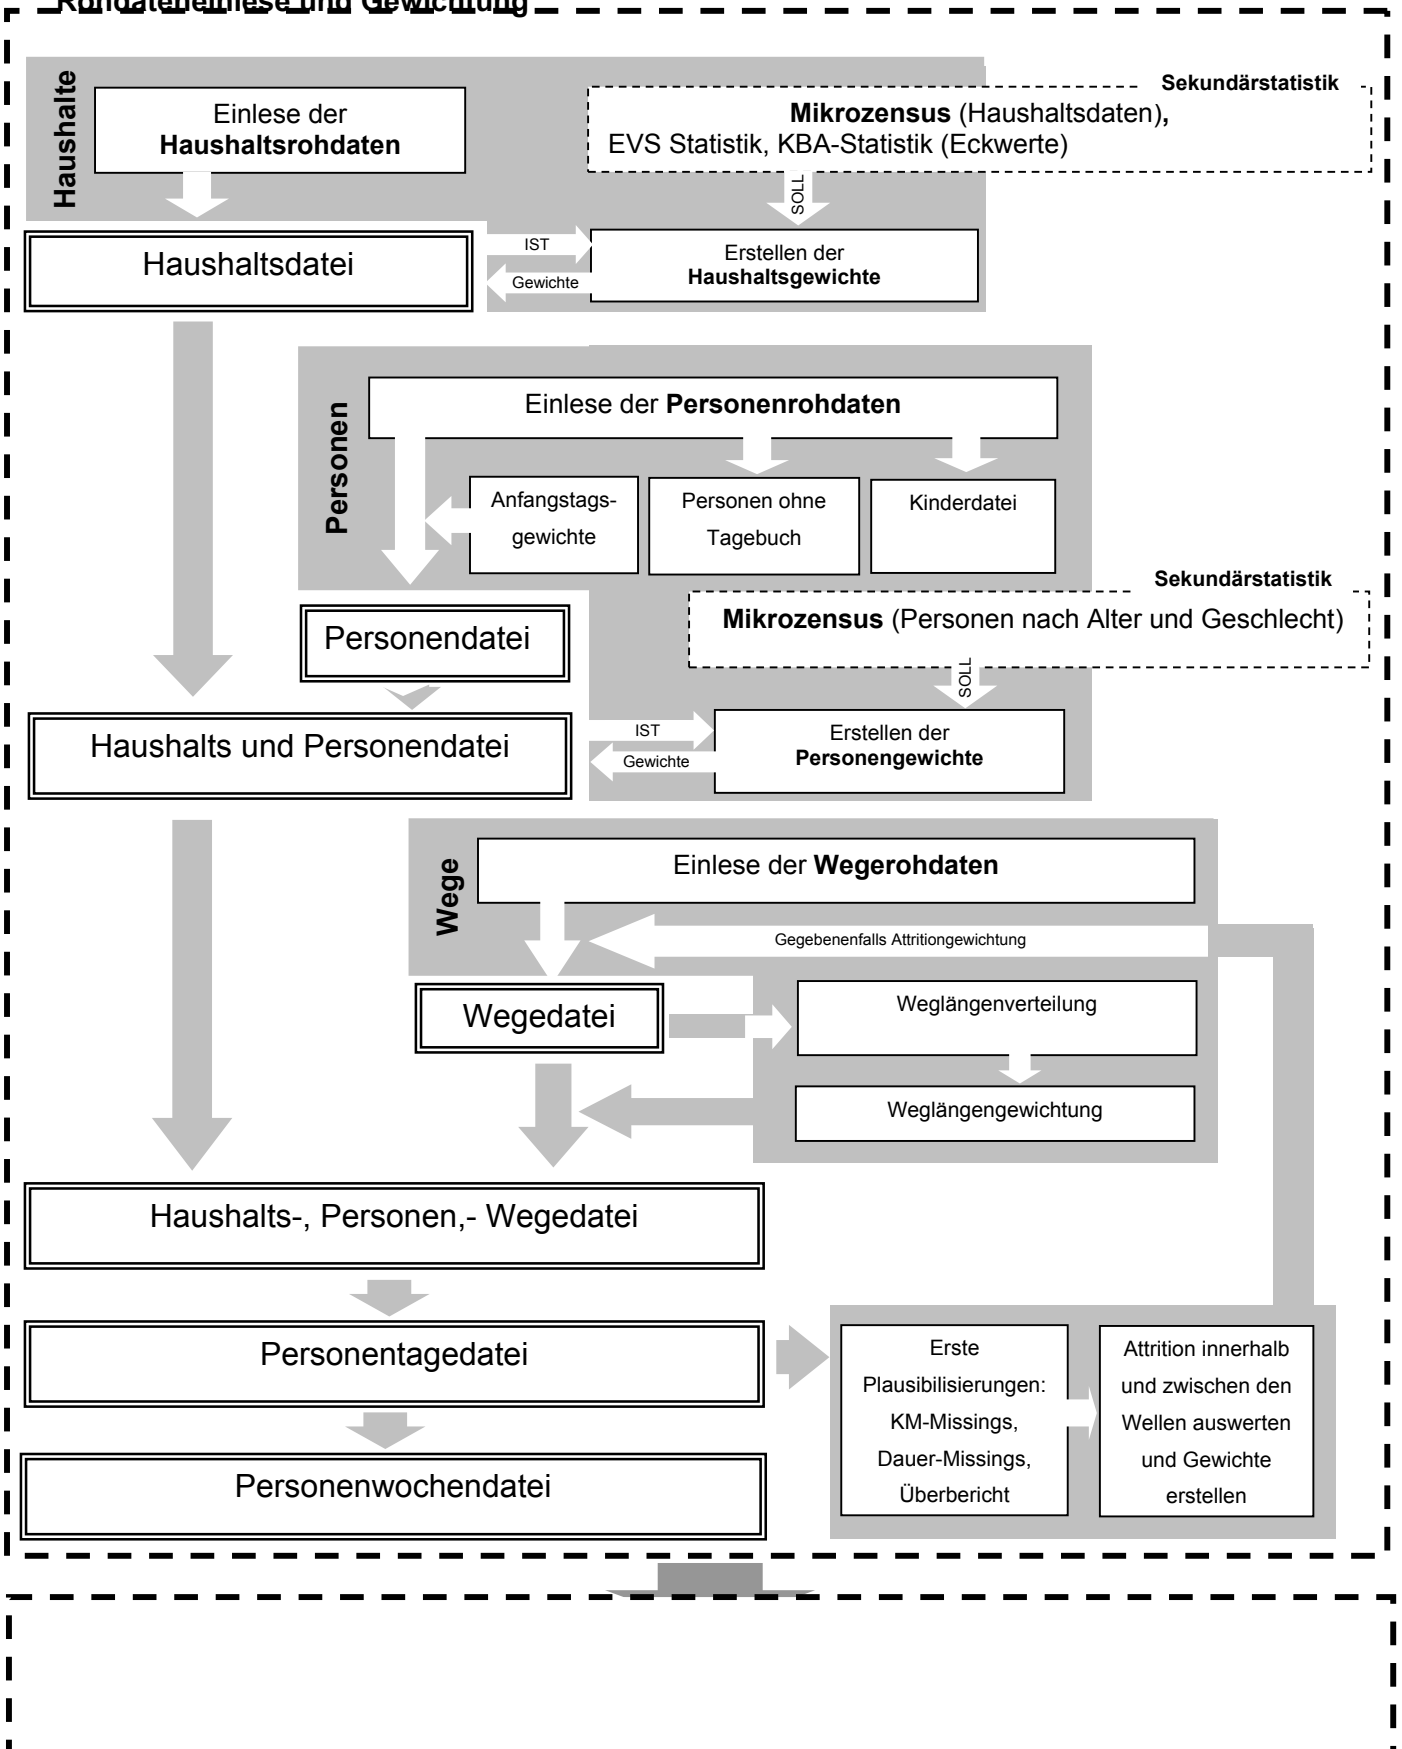 Rohdateneinlese und Gewichtung
Haushalte
Einlese der
Haushaltsrohdaten
Sekundärstatistik
Mikrozensus (Haushaltsdaten),
EVS Statistik, KBA-Statistik (Eckwerte)
SOLL
Haushaltsdatei
IST
Gewichte
Erstellen der
Haushaltsgewichte
Personen
Einlese der Personenrohdaten
Anfangstags-
gewichte
Personen ohne
Tagebuch
Kinderdatei
Sekundärstatistik
Mikrozensus (Personen nach Alter und Geschlecht)
SOLL
Personendatei
Haushalts und Personendatei
IST
Gewichte
Erstellen der
Personengewichte
Wege
Einlese der Wegerohdaten
Gegebenenfalls Attritiongewichtung
Wegedatei
Weglängenverteilung
Weglängengewichtung
Haushalts-, Personen,- Wegedatei
Personentagedatei
Erste
Plausibilisierungen:
KM-Missings,
Dauer-Missings,
Überbericht
Attrition innerhalb
und zwischen den
Wellen auswerten
und Gewichte
erstellen
Personenwochendatei